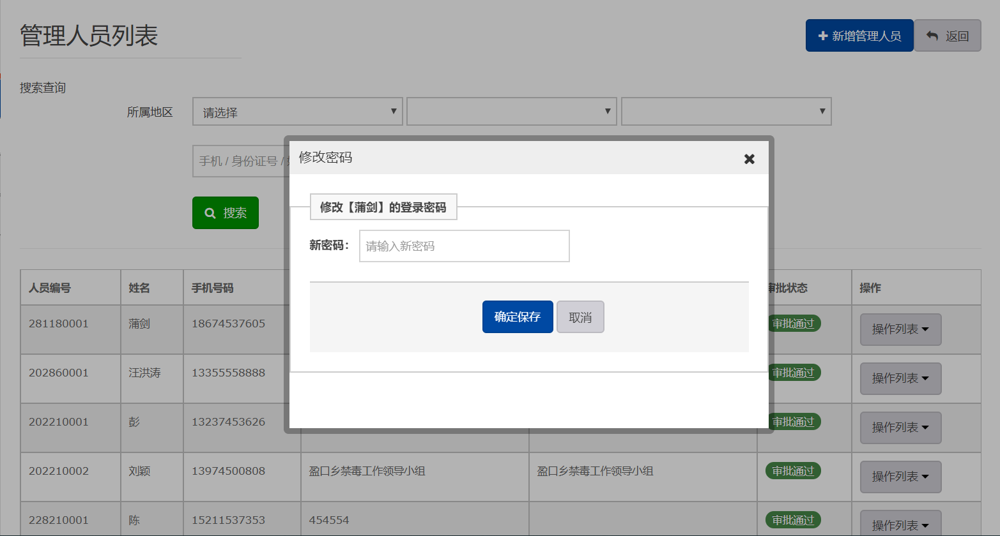 管理人员列表
新增管理人员 返回
搜索查询
所属地区 请选择
手机 / 身份证号 /
搜索
修改密码
修改【蒲剑】的登录密码
新密码： 请输入新密码
确定保存 取消
人员编号 姓名 手机号码 审批状态 操作
281180001 蒲剑 18674537605 审批通过 操作列表
202860001 汪洪涛 13355558888 审批通过 操作列表
202210001 彭 13237453626 审批通过 操作列表
202210002 刘颖 13974500808 盈口乡禁毒工作领导小组 盈口乡禁毒工作领导小组 审批通过 操作列表
228210001 陈 15211537353 454554 审批通过 操作列表